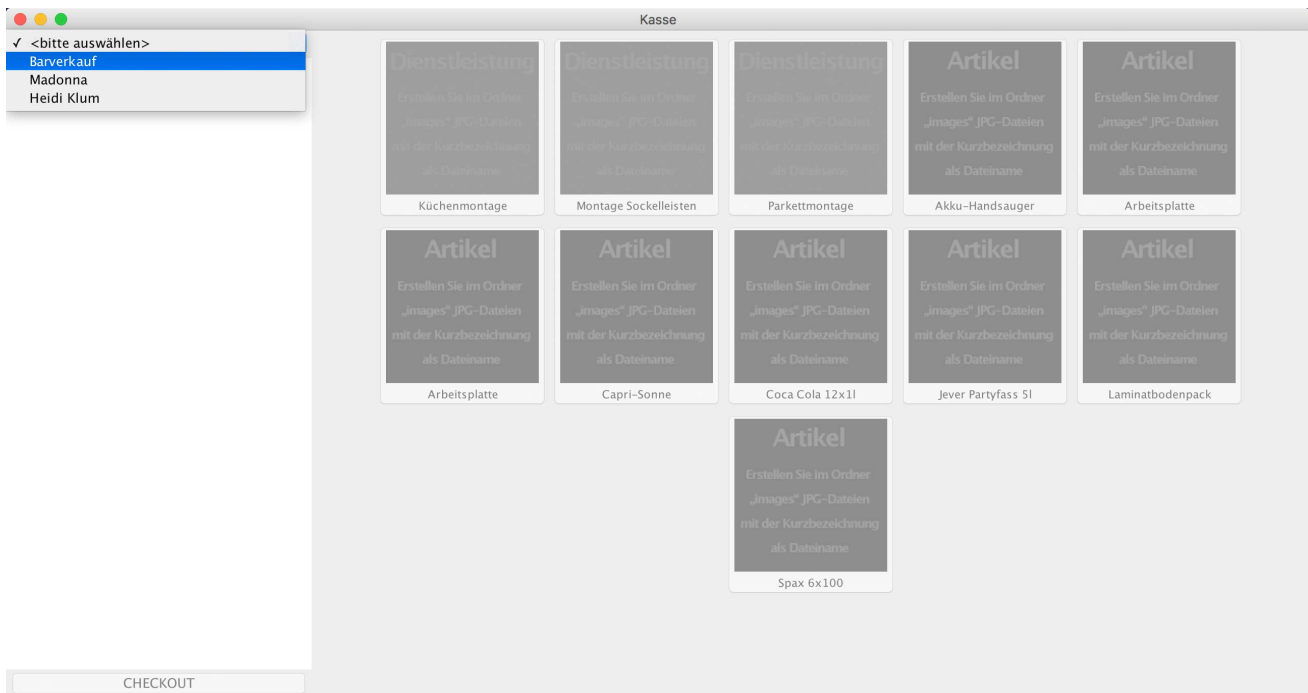 Kasse
✓ <bitte auswählen>
Barverkauf
Madonna
Heidi Klum
Dienstleistung
Erstellen Sie im Ordner
„images“ JPG-Dateien
mit der Kurzbezeichnung
als Dateiname
Küchenmontage
Dienstleistung
Erstellen Sie im Ordner
„images“ JPG-Dateien
mit der Kurzbezeichnung
als Dateiname
Montage Sockelleisten
Dienstleistung
Erstellen Sie im Ordner
„images“ JPG-Dateien
mit der Kurzbezeichnung
als Dateiname
Parkettmontage
Artikel
Erstellen Sie im Ordner
„images“ JPG-Dateien
mit der Kurzbezeichnung
als Dateiname
Akku-Handsauger
Artikel
Erstellen Sie im Ordner
„images“ JPG-Dateien
mit der Kurzbezeichnung
als Dateiname
Arbeitsplatte
Artikel
Erstellen Sie im Ordner
„images“ JPG-Dateien
mit der Kurzbezeichnung
als Dateiname
Arbeitsplatte
Artikel
Erstellen Sie im Ordner
„images“ JPG-Dateien
mit der Kurzbezeichnung
als Dateiname
Capri-Sonne
Artikel
Erstellen Sie im Ordner
„images“ JPG-Dateien
mit der Kurzbezeichnung
als Dateiname
Coca Cola 12x1l
Artikel
Erstellen Sie im Ordner
„images“ JPG-Dateien
mit der Kurzbezeichnung
als Dateiname
Jever Partyfass 5l
Artikel
Erstellen Sie im Ordner
„images“ JPG-Dateien
mit der Kurzbezeichnung
als Dateiname
Laminatbodenpack
Artikel
Erstellen Sie im Ordner
„images“ JPG-Dateien
mit der Kurzbezeichnung
als Dateiname
Spax 6x100
CHECKOUT